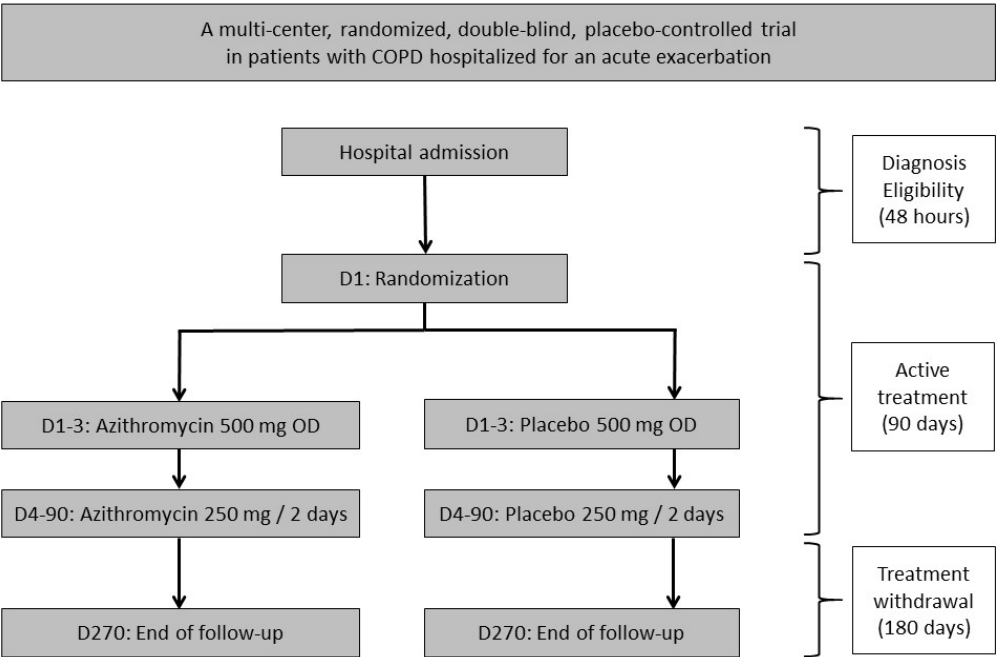 A multi-center, randomized, double-blind, placebo-controlled trial
in patients with COPD hospitalized for an acute exacerbation
Hospital admission
Diagnosis
Eligibility
(48 hours)
D1: Randomization
Active
treatment
(90 days)
D1-3: Azithromycin 500 mg OD
D1-3: Placebo 500 mg OD
D4-90: Azithromycin 250 mg / 2 days
D4-90: Placebo 250 mg / 2 days
Treatment
withdrawal
(180 days)
D270: End of follow-up
D270: End of follow-up